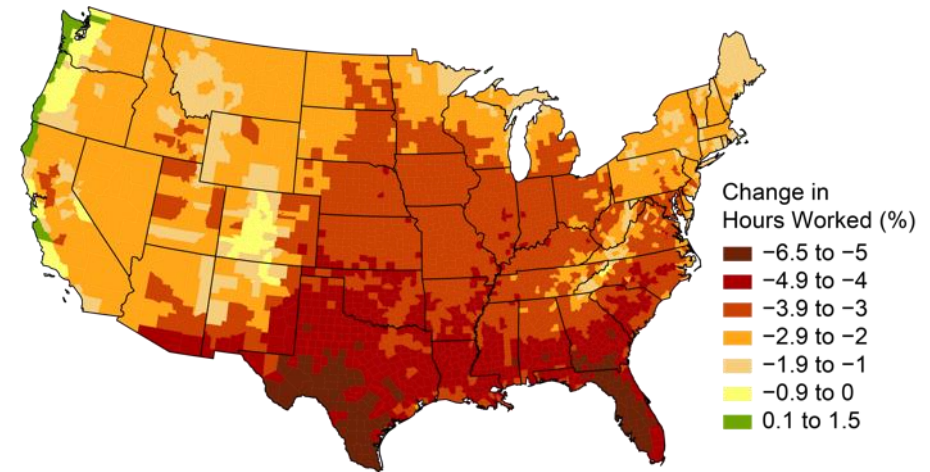 Change in
Hours Worked (%)
−6.5 to −5
−4.9 to −4
−3.9 to −3
−2.9 to −2
−1.9 to −1
−0.9 to 0
0.1 to 1.5